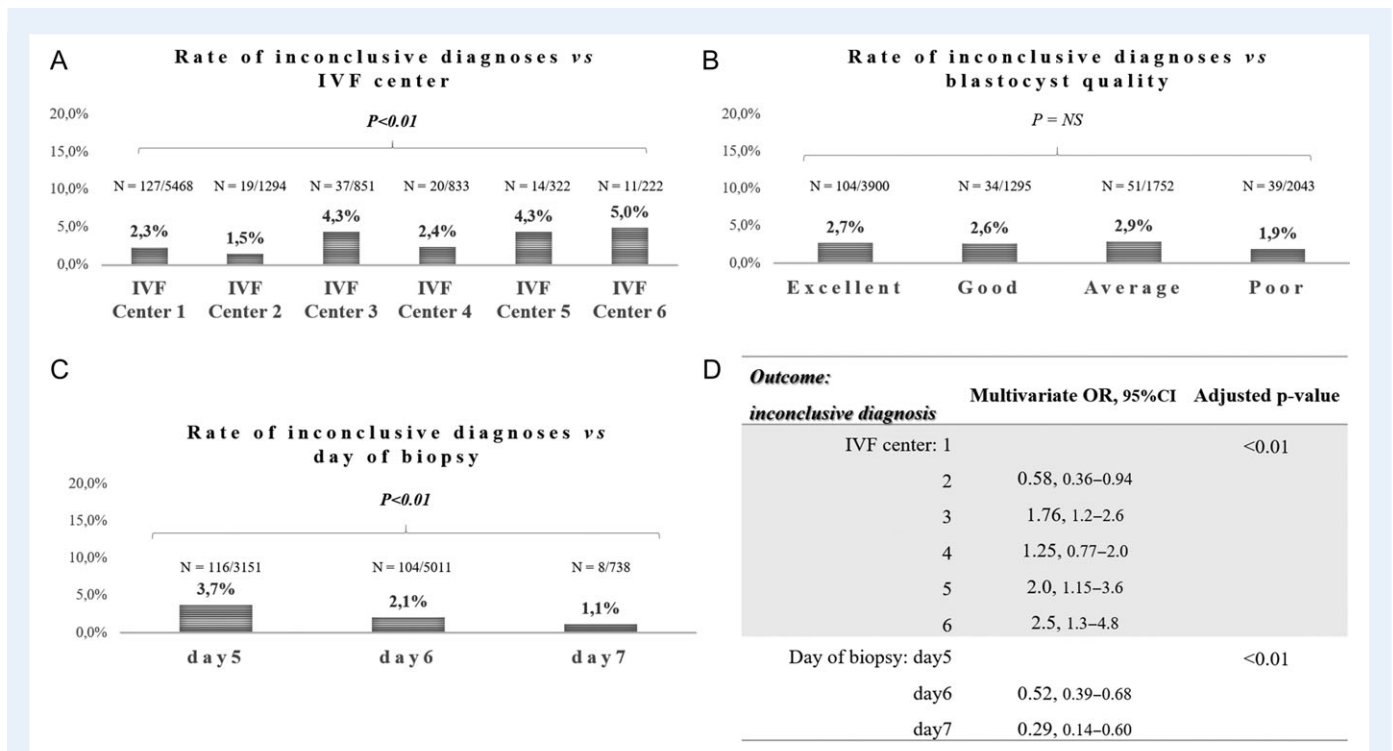 A
Rate of inconclusive diagnoses vs
IVF center
20,0%
15,0%
10,0%
5,0%
0,0%
P<0.01
N = 127/5468 N = 19/1294 N = 37/851 N = 20/833 N = 14/322 N = 11/222
2,3% 1,5% 4,3% 2,4% 4,3% 5,0%
IVF IVF IVF IVF IVF IVF
Center 1 Center 2 Center 3 Center 4 Center 5 Center 6
B
Rate of inconclusive diagnoses vs
blastocyst quality
20,0%
15,0%
10,0%
5,0%
0,0%
P = NS
N = 104/3900 N = 34/1295 N = 51/1752 N = 39/2043
2,7% 2,6% 2,9% 1,9%
Excellent Good Average Poor
C
Rate of inconclusive diagnoses vs
day of biopsy
20,0%
15,0%
10,0%
5,0%
0,0%
P<0.01
N = 116/3151 N = 104/5011 N = 8/738
3,7% 2,1% 1,1%
day5 day6 day7
D
Outcome:
inconclusive diagnosis Multivariate OR, 95%CI Adjusted p-value
IVF center: 1 <0.01
2 0.58, 0.36–0.94
3 1.76, 1.2–2.6
4 1.25, 0.77–2.0
5 2.0, 1.15–3.6
6 2.5, 1.3–4.8
Day of biopsy: day5 <0.01
day6 0.52, 0.39–0.68
day7 0.29, 0.14–0.60